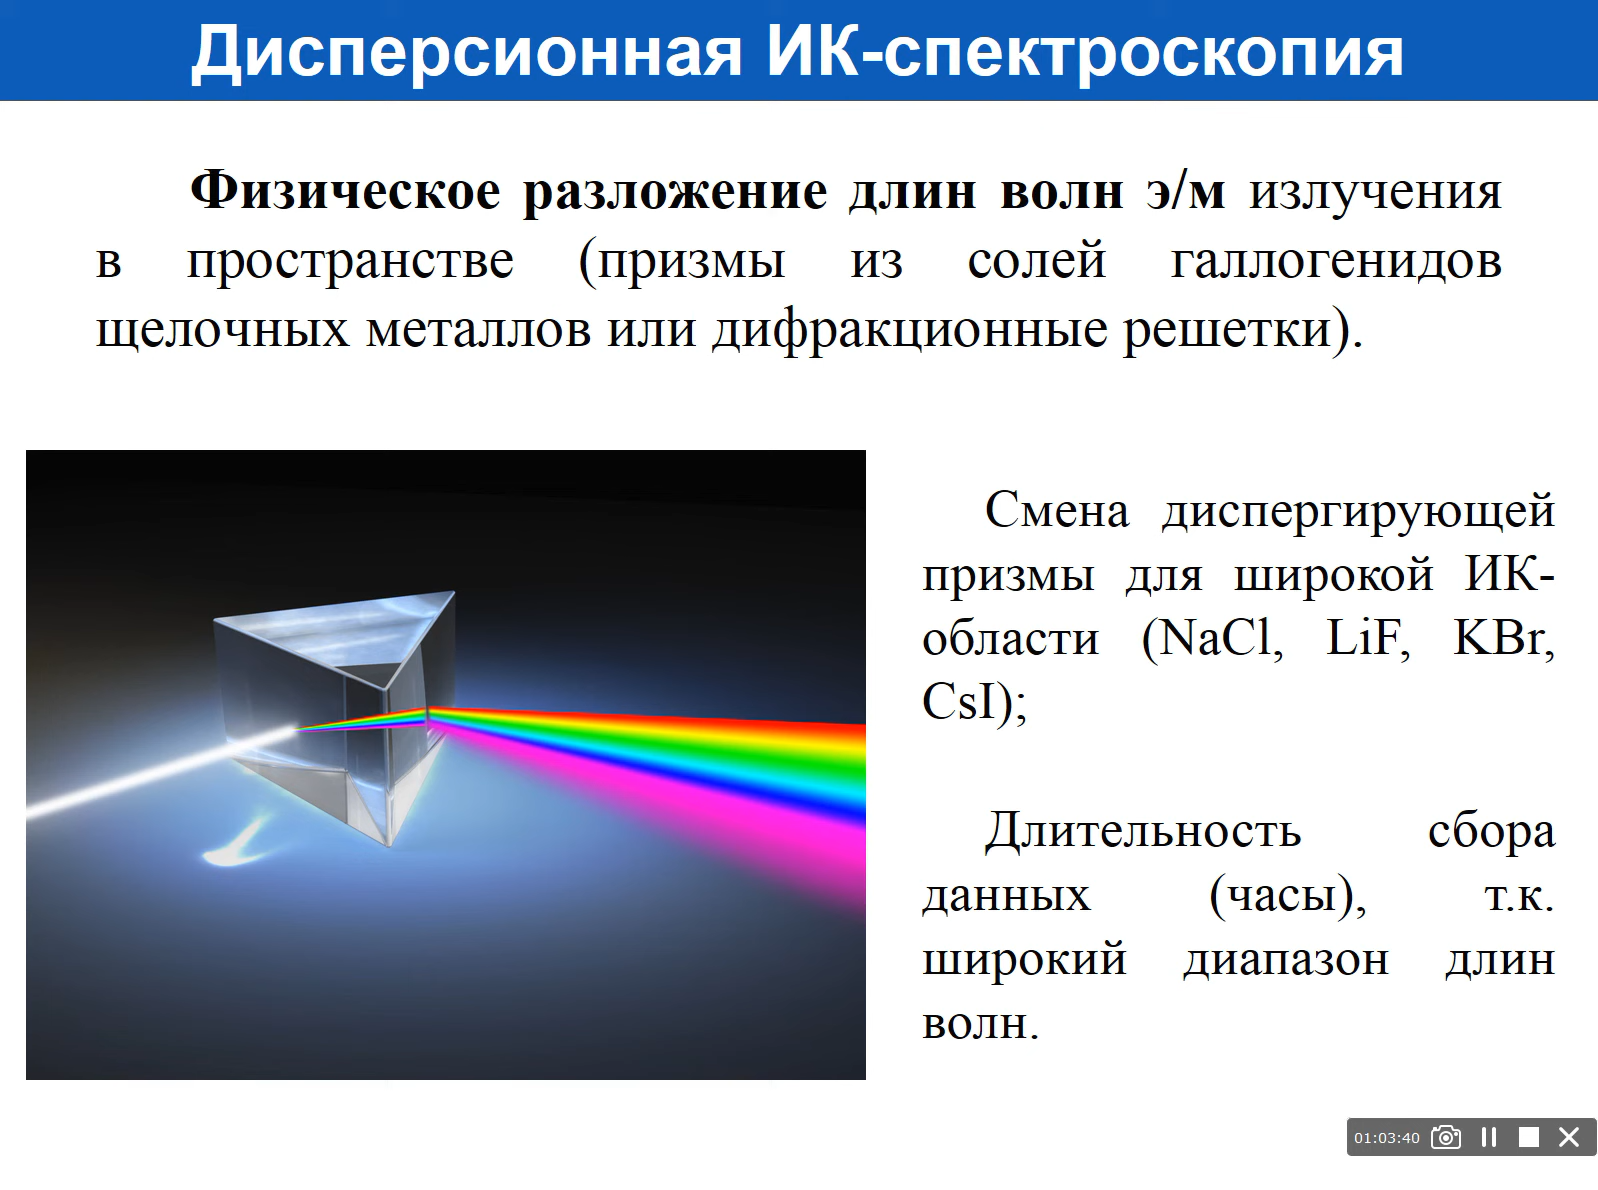 Дисперсионная ИК-спектроскопия
Физическое разложение длин волн э/м излучения
в пространстве (призмы из солей галлогенидов
щелочных металлов или дифракционные решетки).
Смена диспергирующей
призмы для широкой ИК-
области (NaCl, LiF, KBr,
CsI);
Длительность сбора
данных (часы), т.к.
широкий диапазон длин
волн.
01:03:40